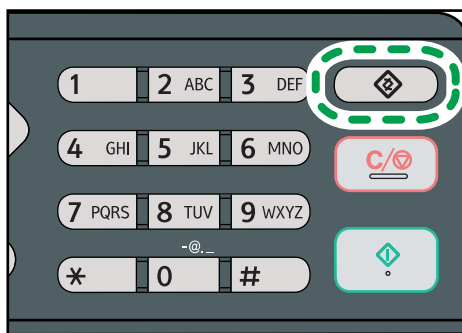 1 2 ABC 3 DEF
4 GHI 5 JKL 6 MNO C/
7 PQRS 8 TUV 9 WXYZ
-@._
* 0 #